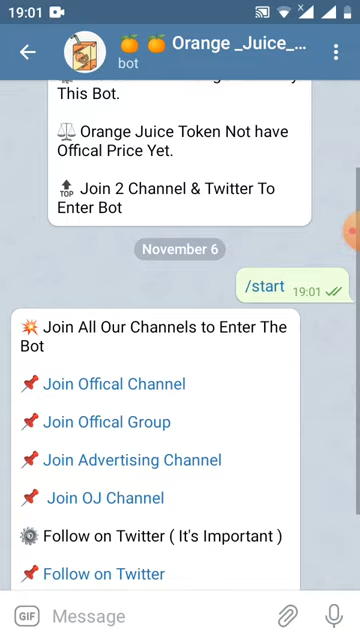 19:01
Orange _Juice_...
bot
This Bot.
Orange Juice Token Not have
Offical Price Yet.
TOP Join 2 Channel & Twitter To
Enter Bot
November 6
/start 19:01
Join All Our Channels to Enter The
Bot
Join Offical Channel
Join Offical Group
Join Advertising Channel
Join OJ Channel
Follow on Twitter ( It's Important )
Follow on Twitter
GIF Message